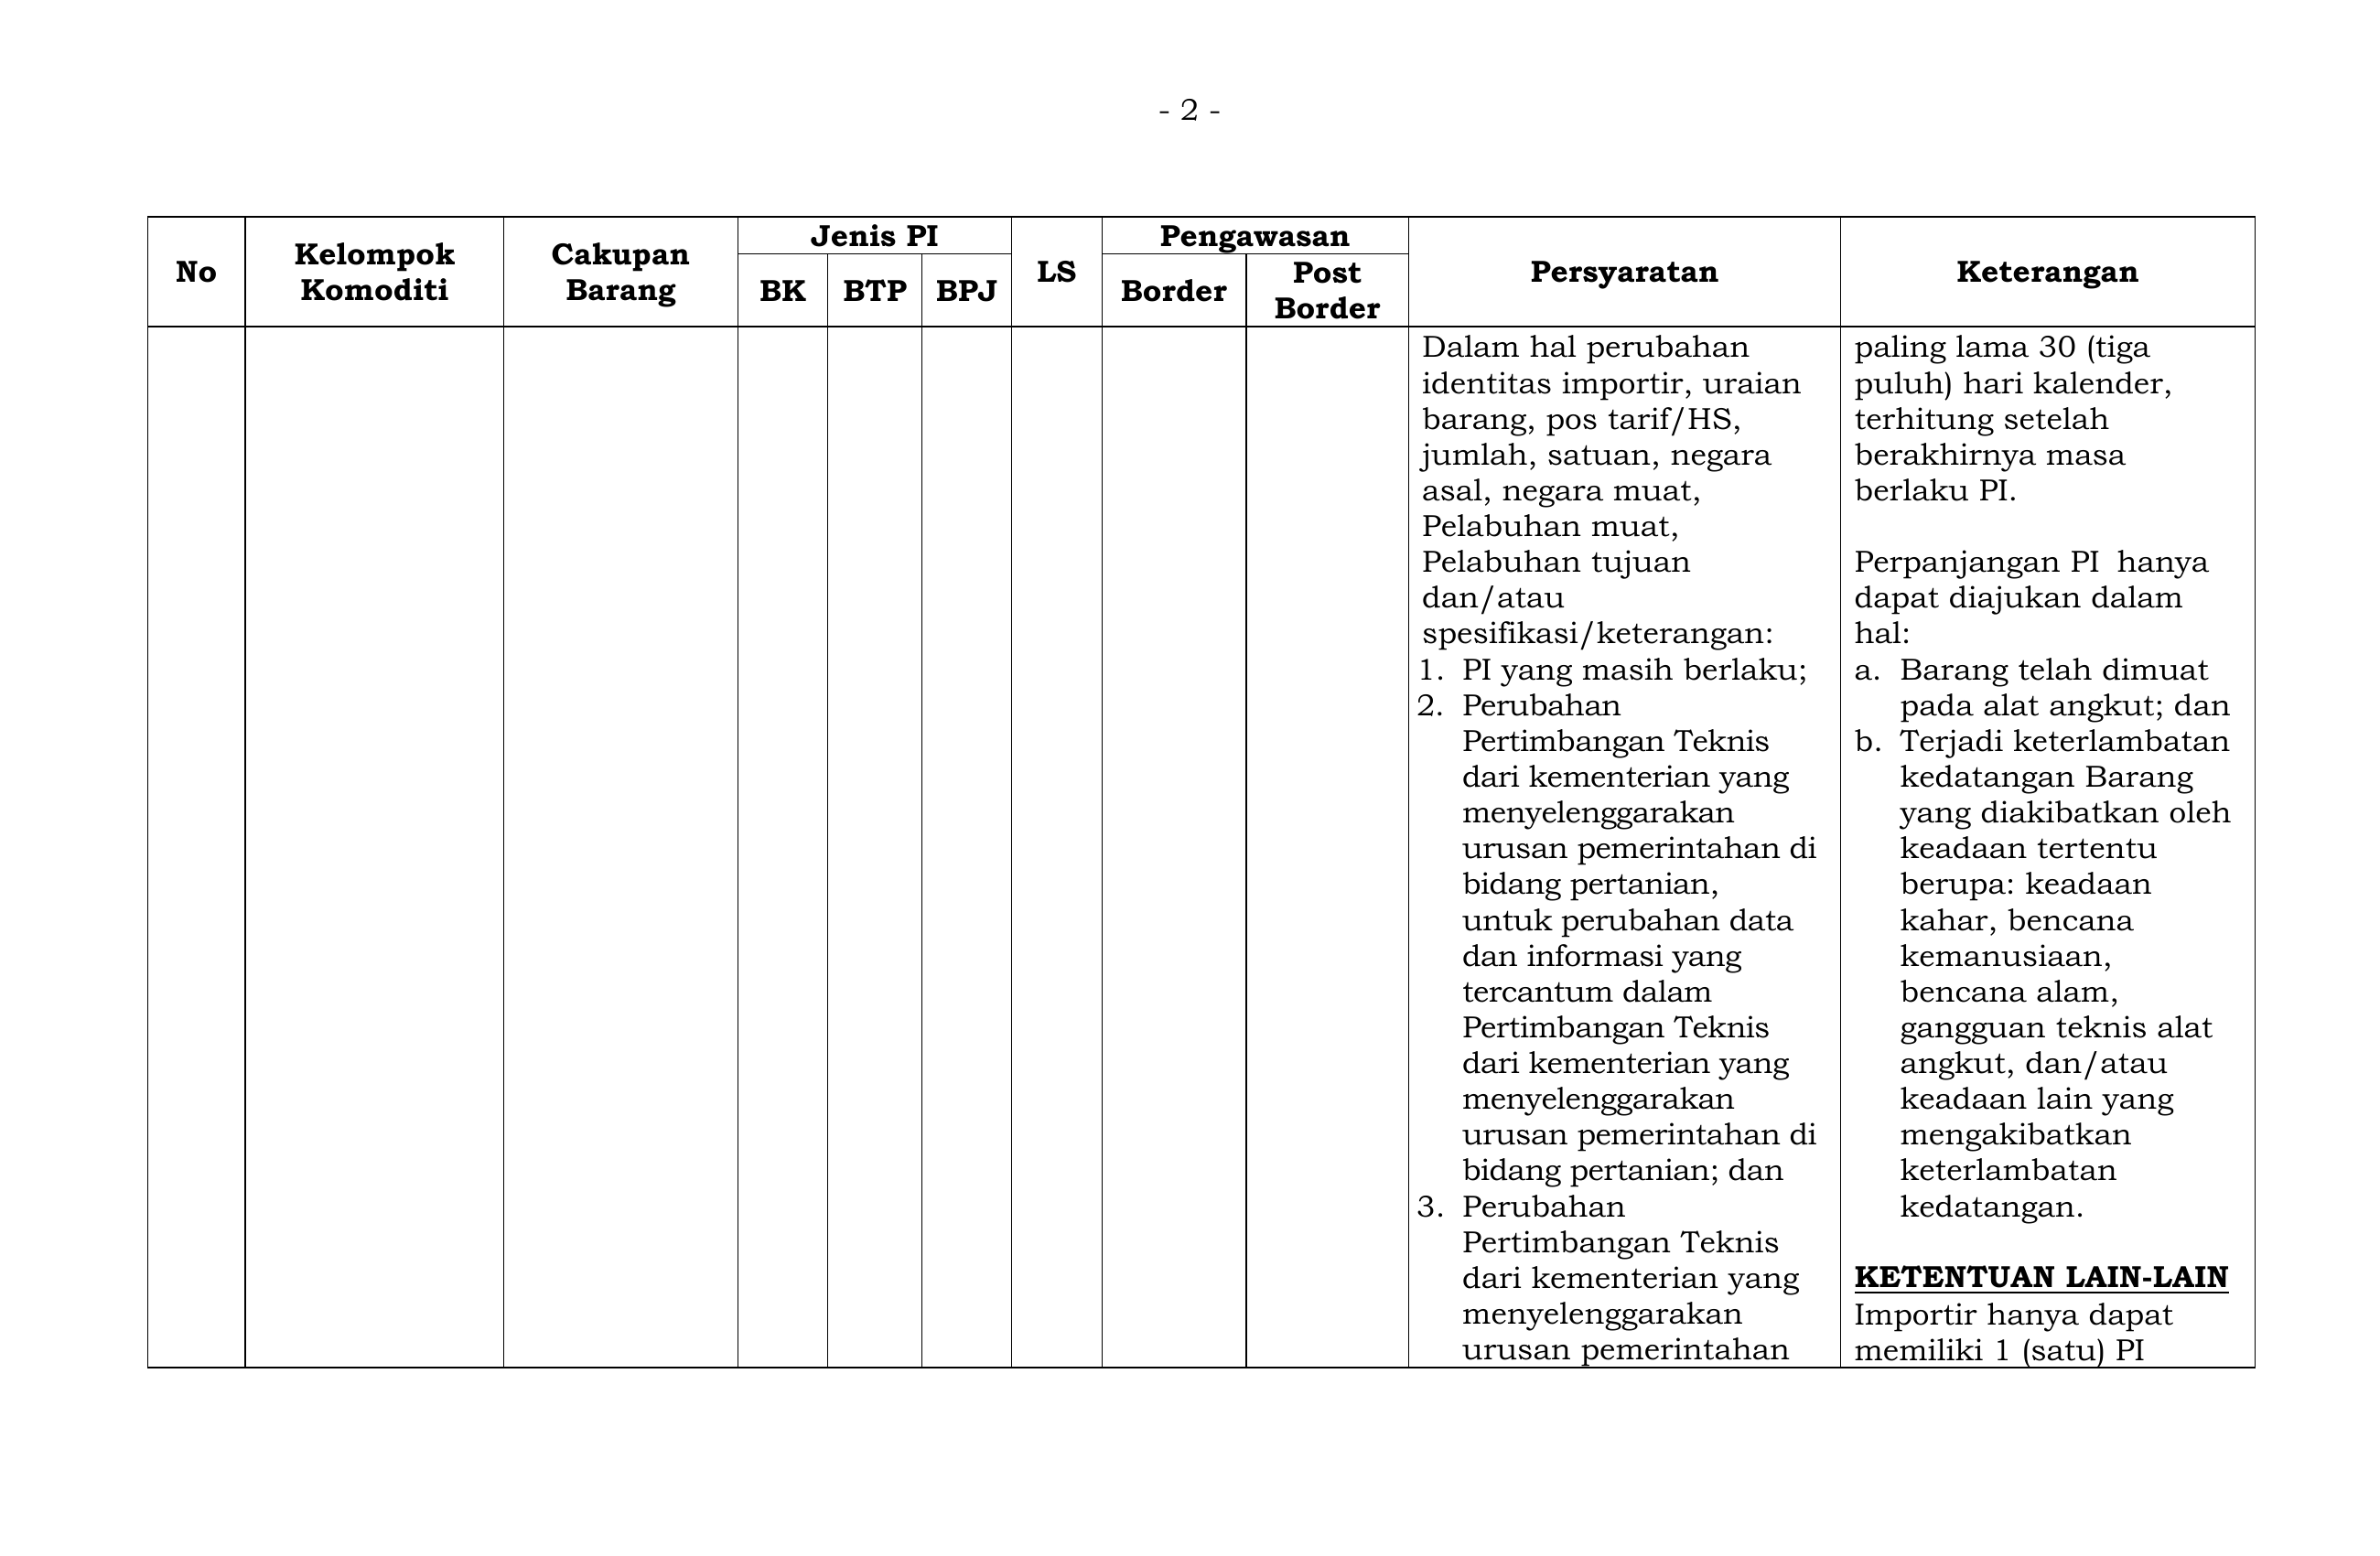 - 2 -
No
Kelompok
Komoditi
Cakupan
Barang
Jenis PI
BK
BTP
BPJ
LS
Pengawasan
Border
Post
Border
Persyaratan
Keterangan
Dalam hal perubahan
identitas importir, uraian
barang, pos tarif/HS,
jumlah, satuan, negara
asal, negara muat,
Pelabuhan muat,
Pelabuhan tujuan
dan/atau
spesifikasi/keterangan:
1. PI yang masih berlaku;
2. Perubahan
Pertimbangan Teknis
dari kementerian yang
menyelenggarakan
urusan pemerintahan di
bidang pertanian,
untuk perubahan data
dan informasi yang
tercantum dalam
Pertimbangan Teknis
dari kementerian yang
menyelenggarakan
urusan pemerintahan di
bidang pertanian; dan
3. Perubahan
Pertimbangan Teknis
dari kementerian yang
menyelenggarakan
urusan pemerintahan
paling lama 30 (tiga
puluh) hari kalender,
terhitung setelah
berakhirnya masa
berlaku PI.
Perpanjangan PI hanya
dapat diajukan dalam
hal:
a. Barang telah dimuat
pada alat angkut; dan
b. Terjadi keterlambatan
kedatangan Barang
yang diakibatkan oleh
keadaan tertentu
berupa: keadaan
kahar, bencana
kemanusiaan,
bencana alam,
gangguan teknis alat
angkut, dan/atau
keadaan lain yang
mengakibatkan
keterlambatan
kedatangan.
KETENTUAN LAIN-LAIN
Importir hanya dapat
memiliki 1 (satu) PI